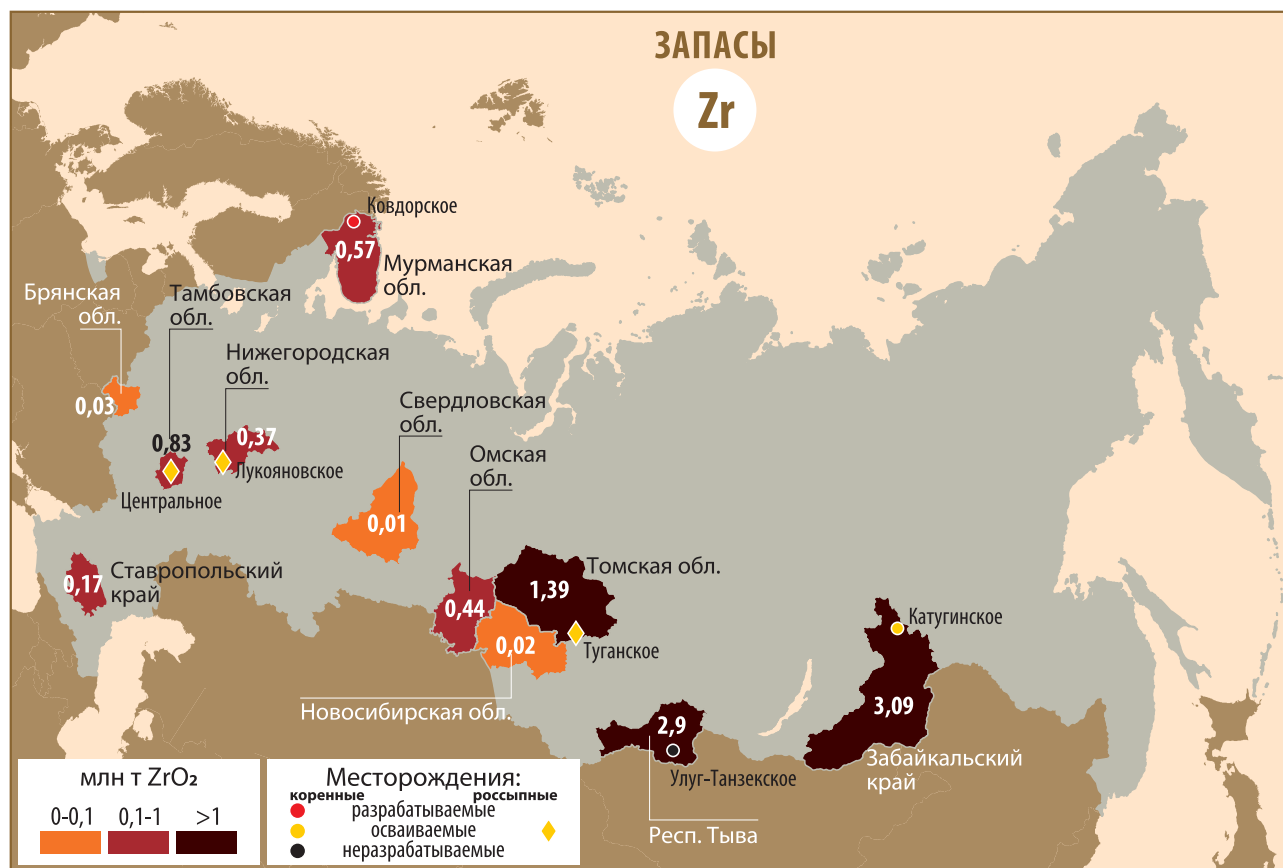 ЗАПАСЫ
Zr
Ковдорское
0,57
Мурманская
обл.
Брянская
обл.
0,03
Тамбовская
обл.
0,83
Центральное
Нижегородская
обл.
0,37
Лукояновское
Свердловская
обл.
0,01
Омская
обл.
0,44
Ставропольский
край
0,17
Томская обл.
1,39
Туганское
0,02
Новосибирская обл.
Катугинское
3,09
Забайкальский
край
2,9
Улуг-Танзекское
Респ. Тыва
млн т ZrO₂
0-0,1 0,1-1 >1
Месторождения:
коренные россыпные
разрабатываемые
осваиваемые
неразрабатываемые